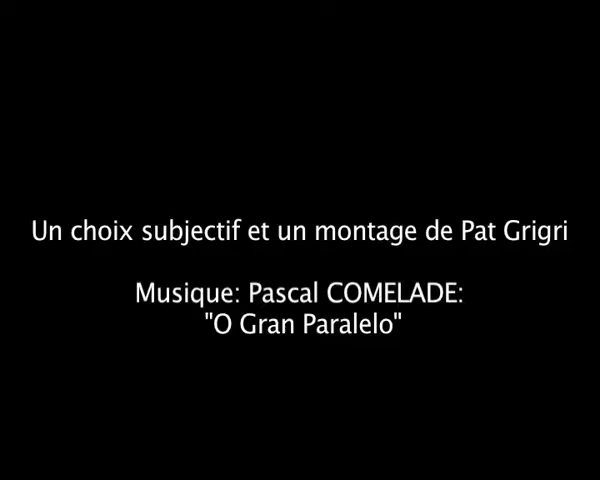 Un choix subjectif et un montage de Pat Grigri
Musique: Pascal COMELADE:
"O Gran Paralelo"